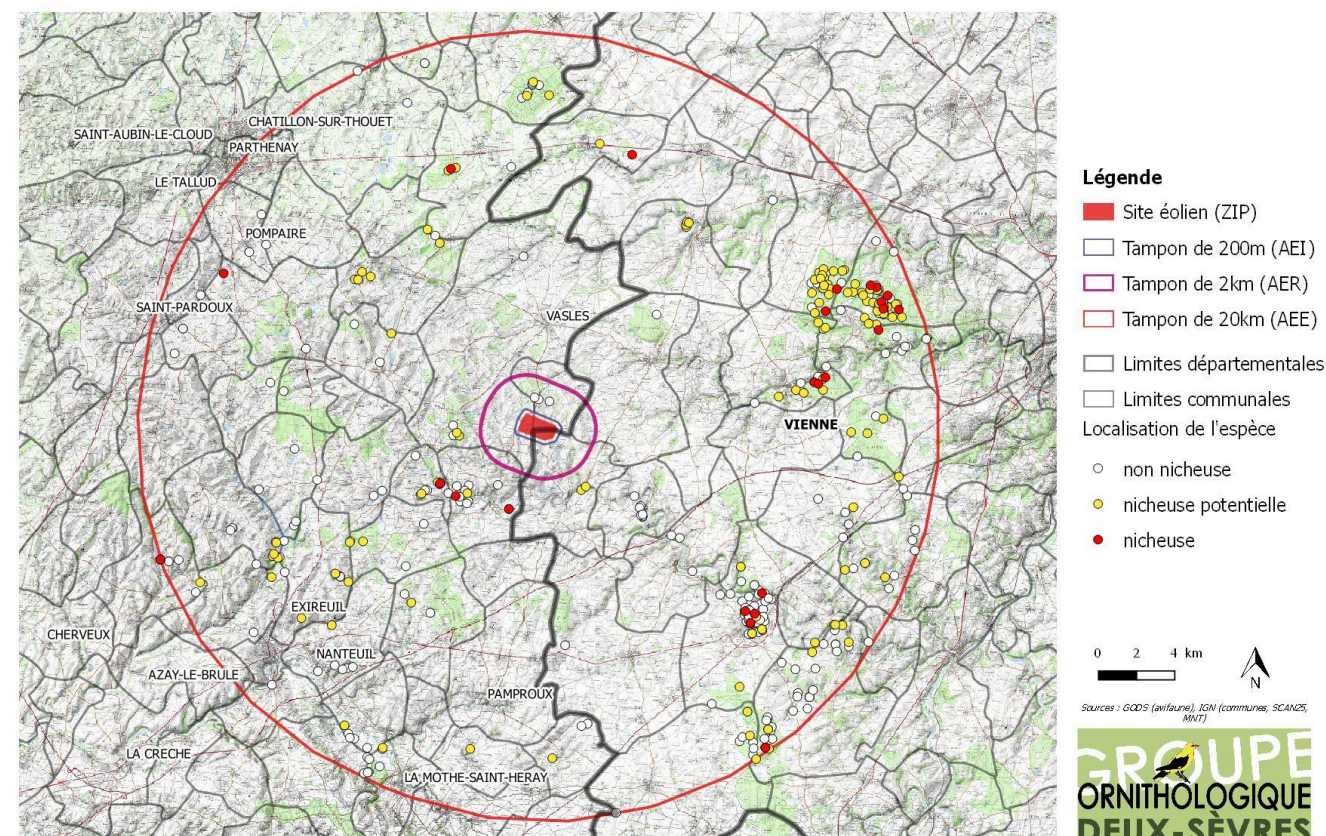 CHATILLON-SUR-THOUET
SAINT-AUBIN-LE-CLOUD
PARTHENAY
LE TALLUD
POMPAIRE
SAINT-PARDOUX
VASLES
VIENNE
EXIREUIL
CHERVEUX
NANTEUIL
AZAY-LE-BRULE
PAMPROUX
LA CRECHE
LA MOTHE-SAINT-HERAY
Légende
Site éolien (ZIP)
Tampon de 200m (AEI)
Tampon de 2km (AER)
Tampon de 20km (AEE)
Limites départementales
Limites communales
Localisation de l'espèce
non nicheuse
nicheuse potentielle
nicheuse
0 2 4 km
N
Sources : GODS (avifaune), IGN (communes, SCAN25,
MNT)
GROUPE
ORNITHOLOGIQUE
DEUX-SÈVRES